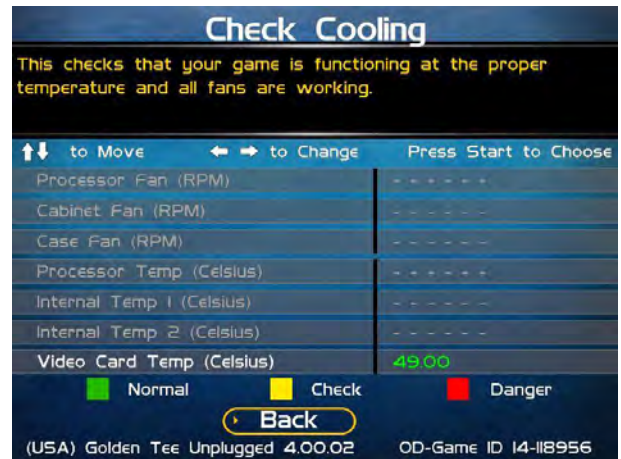 Check Cooling
This checks that your game is functioning at the proper
temperature and all fans are working.
to Move to Change Press Start to Choose
Processor Fan (RPM) - - - - - -
Cabinet Fan (RPM) - - - - - -
Case Fan (RPM) - - - - - -
Processor Temp (Celsius) - - - - - -
Internal Temp 1 (Celsius) - - - - - -
Internal Temp 2 (Celsius) - - - - - -
Video Card Temp (Celsius) 49.00
Normal Check Danger
Back
(USA) Golden Tee Unplugged 4.00.02 OD-Game ID 14-118956